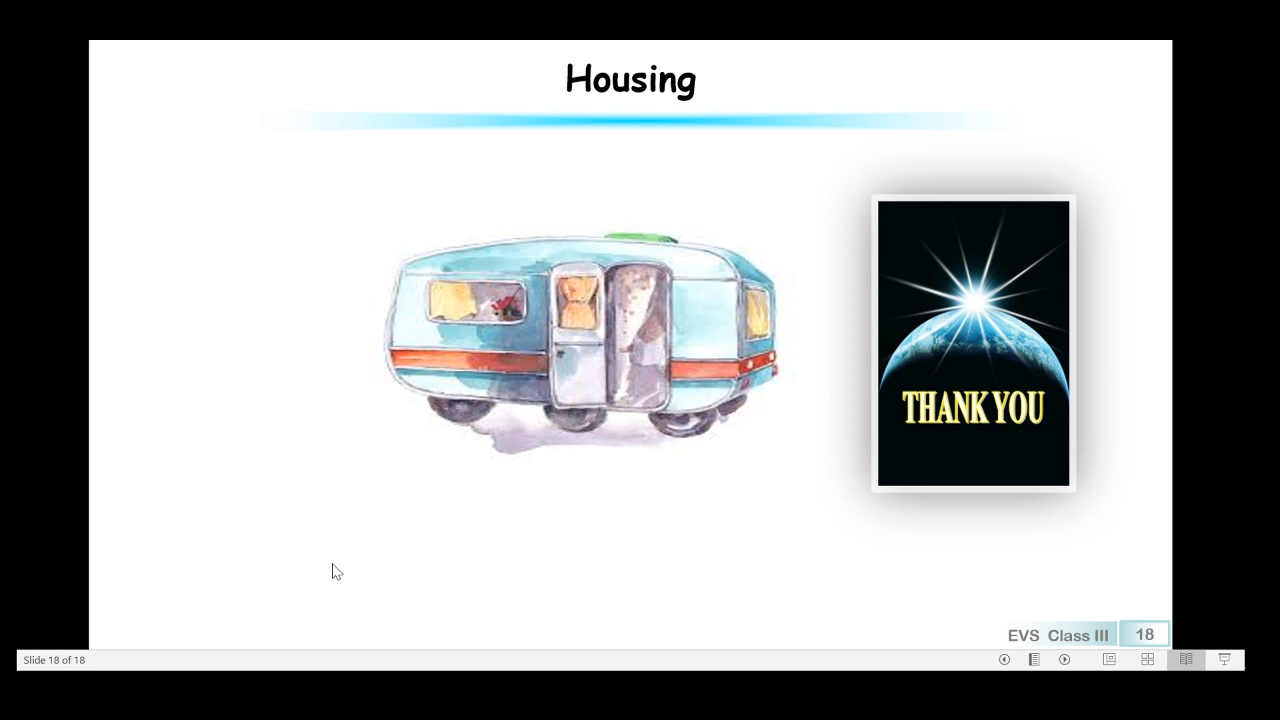 Housing
THANK YOU
EVS Class III
18
Slide 18 of 18